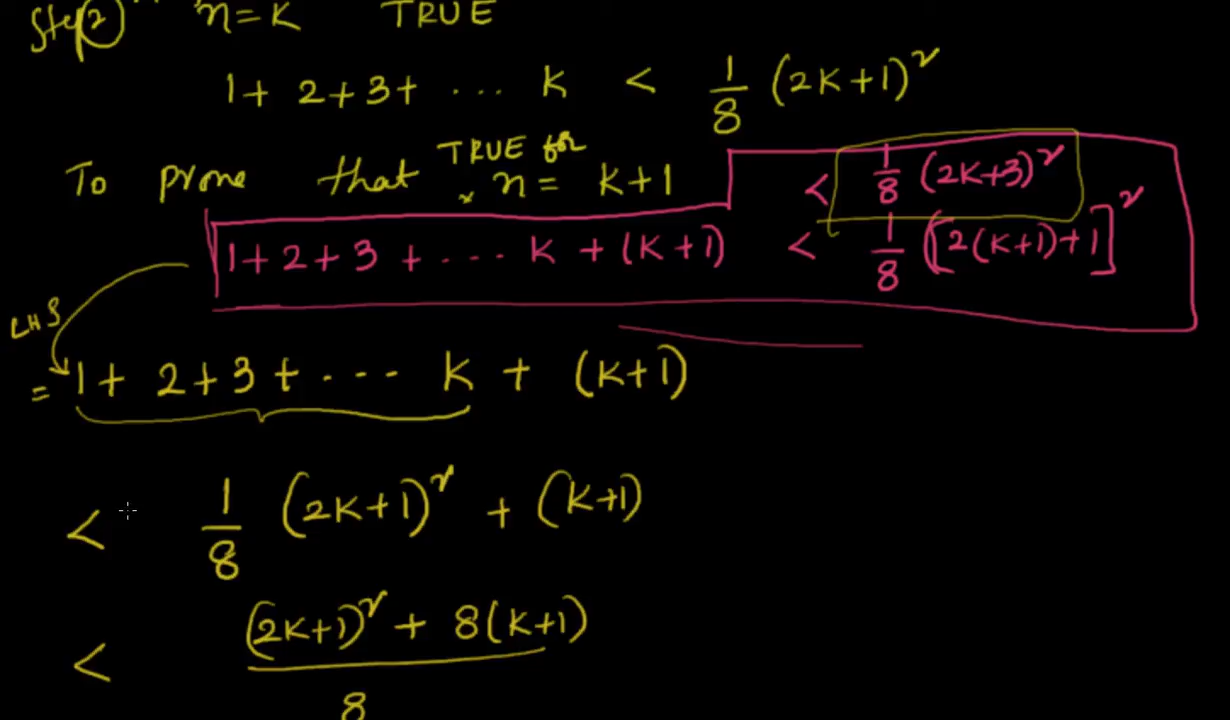 Step 2 n=K TRUE
1+ 2+3+ ... K < 1/8 (2K+1)²
To prove that TRUE for n= K+1 < 1/8 (2K+3)²
1+2+3+.... K+(K+1) < 1/8 [2(K+1)+1]²
LHS
= 1+ 2+3+... K + (K+1)
< 1/8 (2K+1)² + (K+1)
< (2K+1)² + 8(K+1)
8